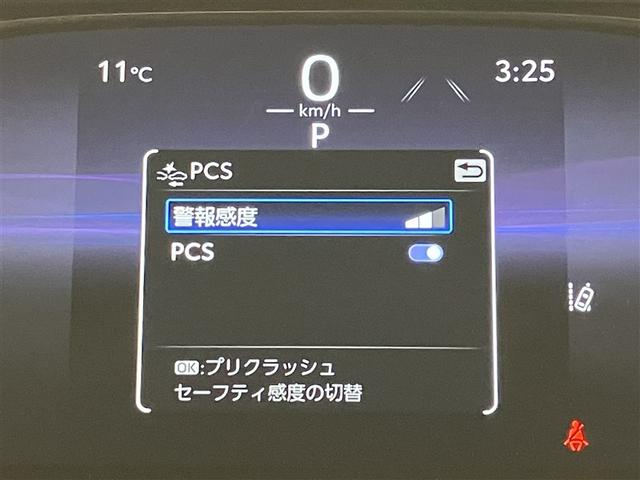 11℃
0
3:25
km/h
P
PCS
警報感度
PCS
OK:プリクラッシュ
セーフティ感度の切替